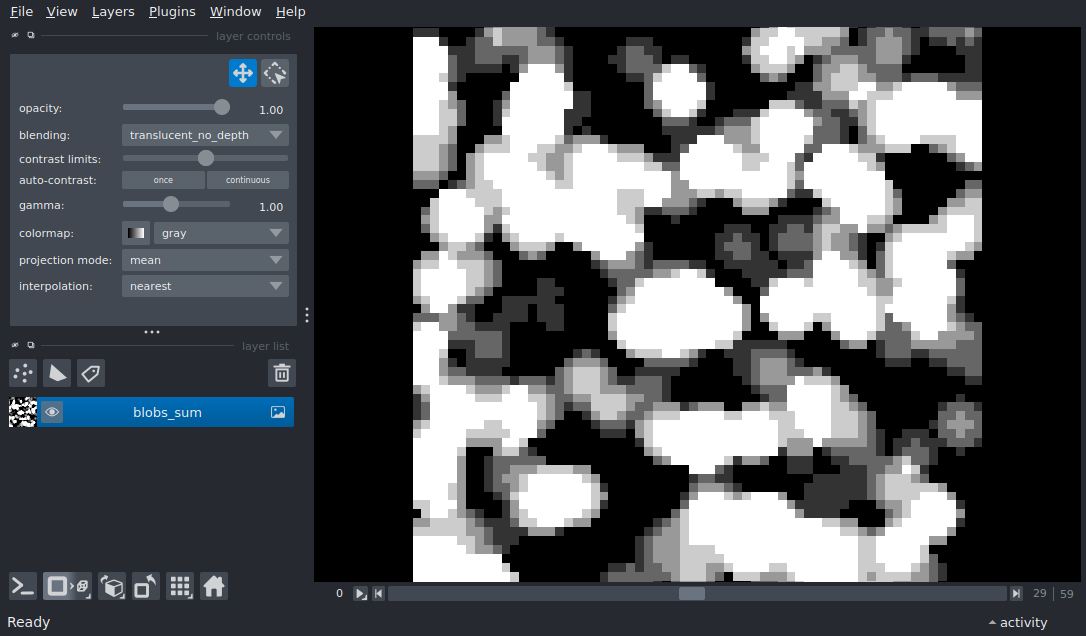 File View Layers Plugins Window Help
layer controls
opacity: 1.00
blending: translucent_no_depth
contrast limits:
auto-contrast: once continuous
gamma: 1.00
colormap: gray
projection mode: mean
interpolation: nearest
layer list
blobs_sum
0 29 59
Ready activity